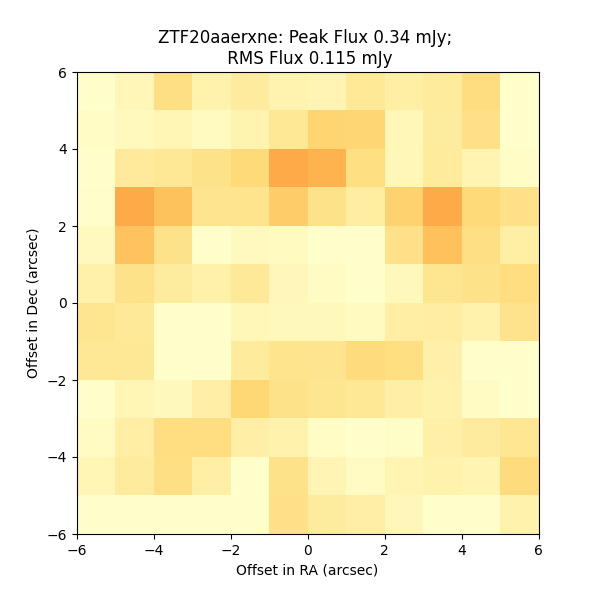 ZTF20aaerxne: Peak Flux 0.34 mJy;
RMS Flux 0.115 mJy
6
4
2
0
−2
−4
−6
Offset in Dec (arcsec)
−6 −4 −2 0 2 4 6
Offset in RA (arcsec)